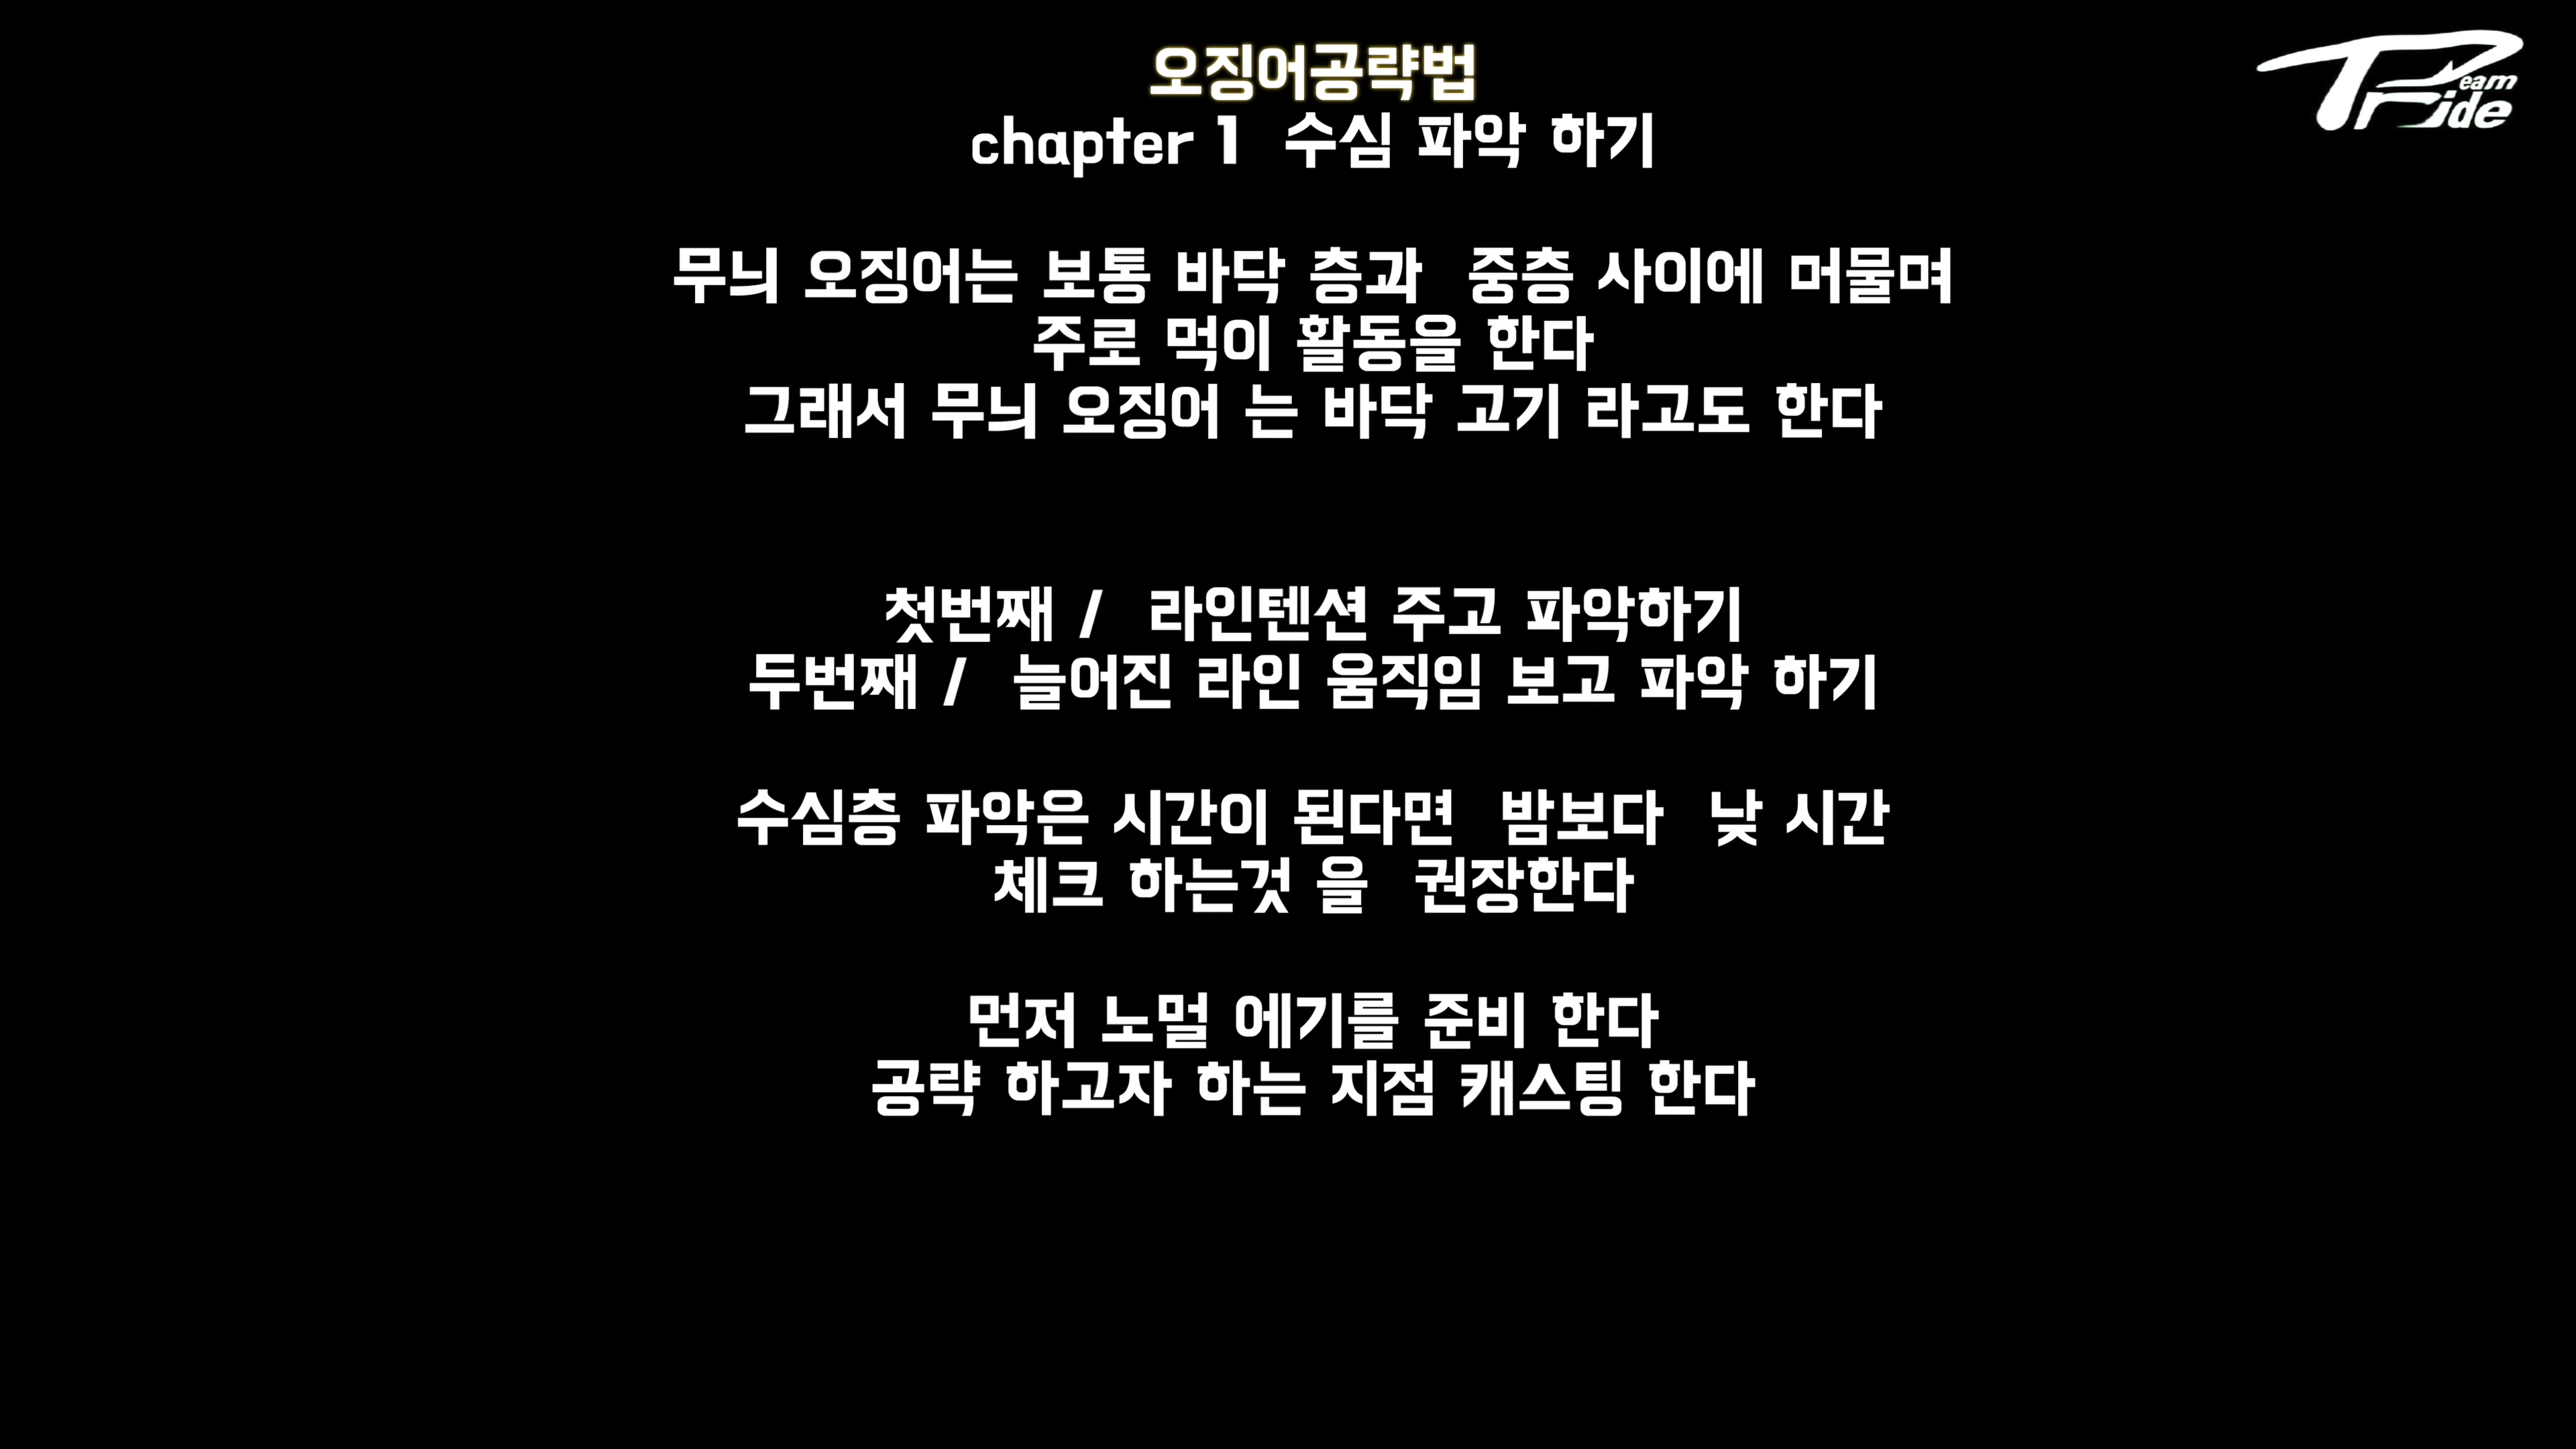 오징어공략법
Team Pride
chapter 1 수심 파악 하기
무늬 오징어는 보통 바닥 층과 중층 사이에 머물며
주로 먹이 활동을 한다
그래서 무늬 오징어 는 바닥 고기 라고도 한다
첫번째 / 라인텐션 주고 파악하기
두번째 / 늘어진 라인 움직임 보고 파악 하기
수심층 파악은 시간이 된다면 밤보다 낮 시간
체크 하는것 을 권장한다
먼저 노멀 에기를 준비 한다
공략 하고자 하는 지점 캐스팅 한다